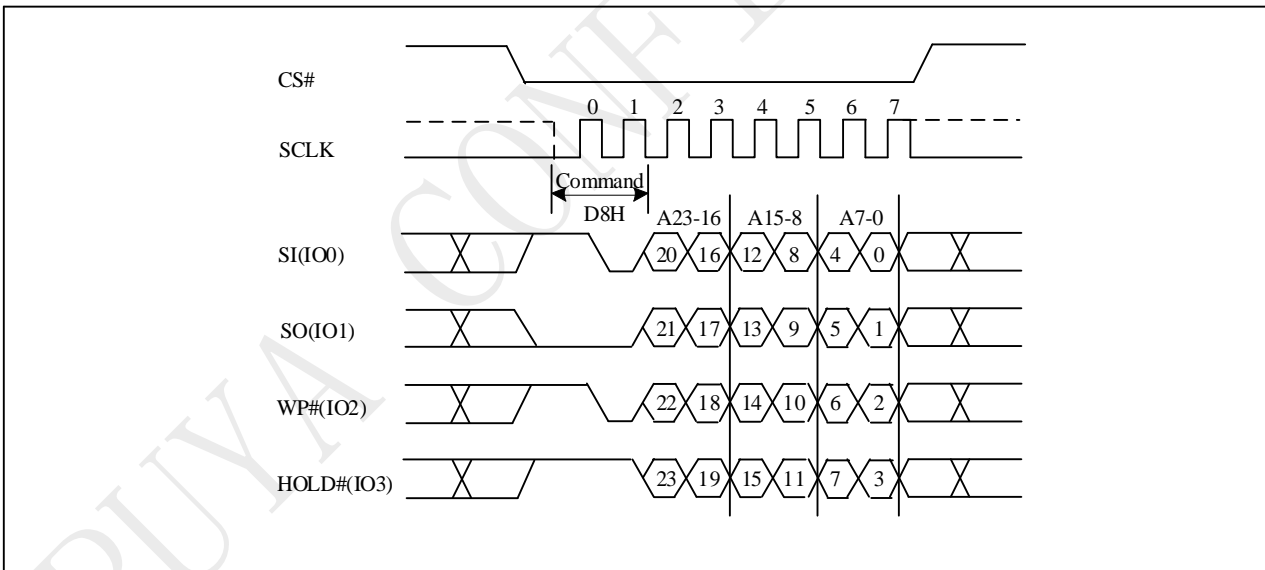 PUYA CONF
CS#
0 1 2 3 4 5 6 7
SCLK
Command
D8H
A23-16 A15-8 A7-0
SI(IO0) 20 16 12 8 4 0
SO(IO1) 21 17 13 9 5 1
WP#(IO2) 22 18 14 10 6 2
HOLD#(IO3) 23 19 15 11 7 3